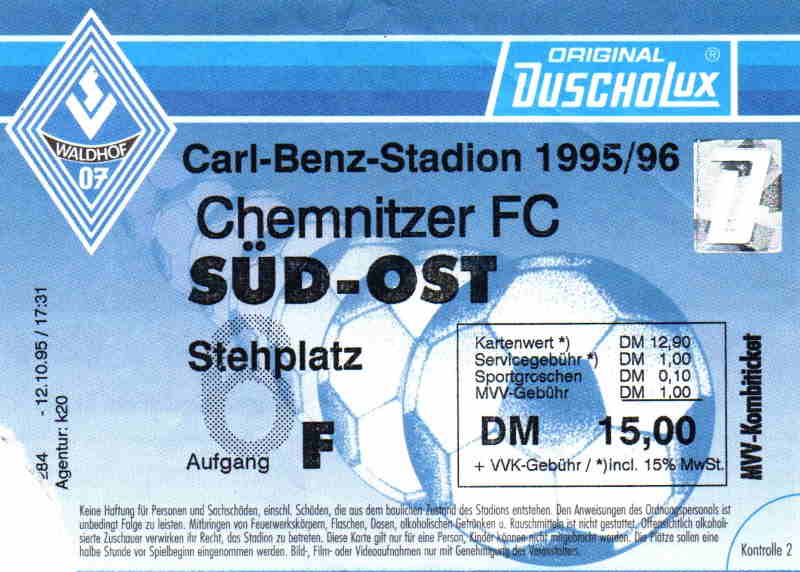 ORIGINAL
DUSCHOLUX ®
SV
WALDHOF
07
Carl-Benz-Stadion 1995/96
Chemnitzer FC
SÜD-OST
Stehplatz
Aufgang F
Kartenwert *) DM 12,90
Servicegebühr *) DM 1,00
Sportgroschen DM 0,10
MVV-Gebühr DM 1,00
DM 15,00
+ VVK-Gebühr / *)incl. 15% MwSt.
MVV-Kombiticket
284 -12.10.95 / 17:31
Agentur: k20
Keine Haftung für Personen und Sachschäden, einschl. Schäden, die aus dem baulichen Zustand des Stadions entstehen. Den Anweisungen des Ordnungspersonals ist
unbedingt Folge zu leisten. Mitbringen von Feuerwerkskörpern, Flaschen, Dosen, alkoholischen Getränken u. Rauschmitteln ist nicht gestattet. Offensichtlich alkoholi-
sierte Zuschauer verwirken ihr Recht, das Stadion zu betreten. Diese Karte gilt nur für eine Person, Kinder können nicht mitgebracht werden. Die Plätze sollen eine
halbe Stunde vor Spielbeginn eingenommen werden. Bild-, Film- oder Videoaufnahmen nur mit Genehmigung des Veranstalters.
Kontrolle 2